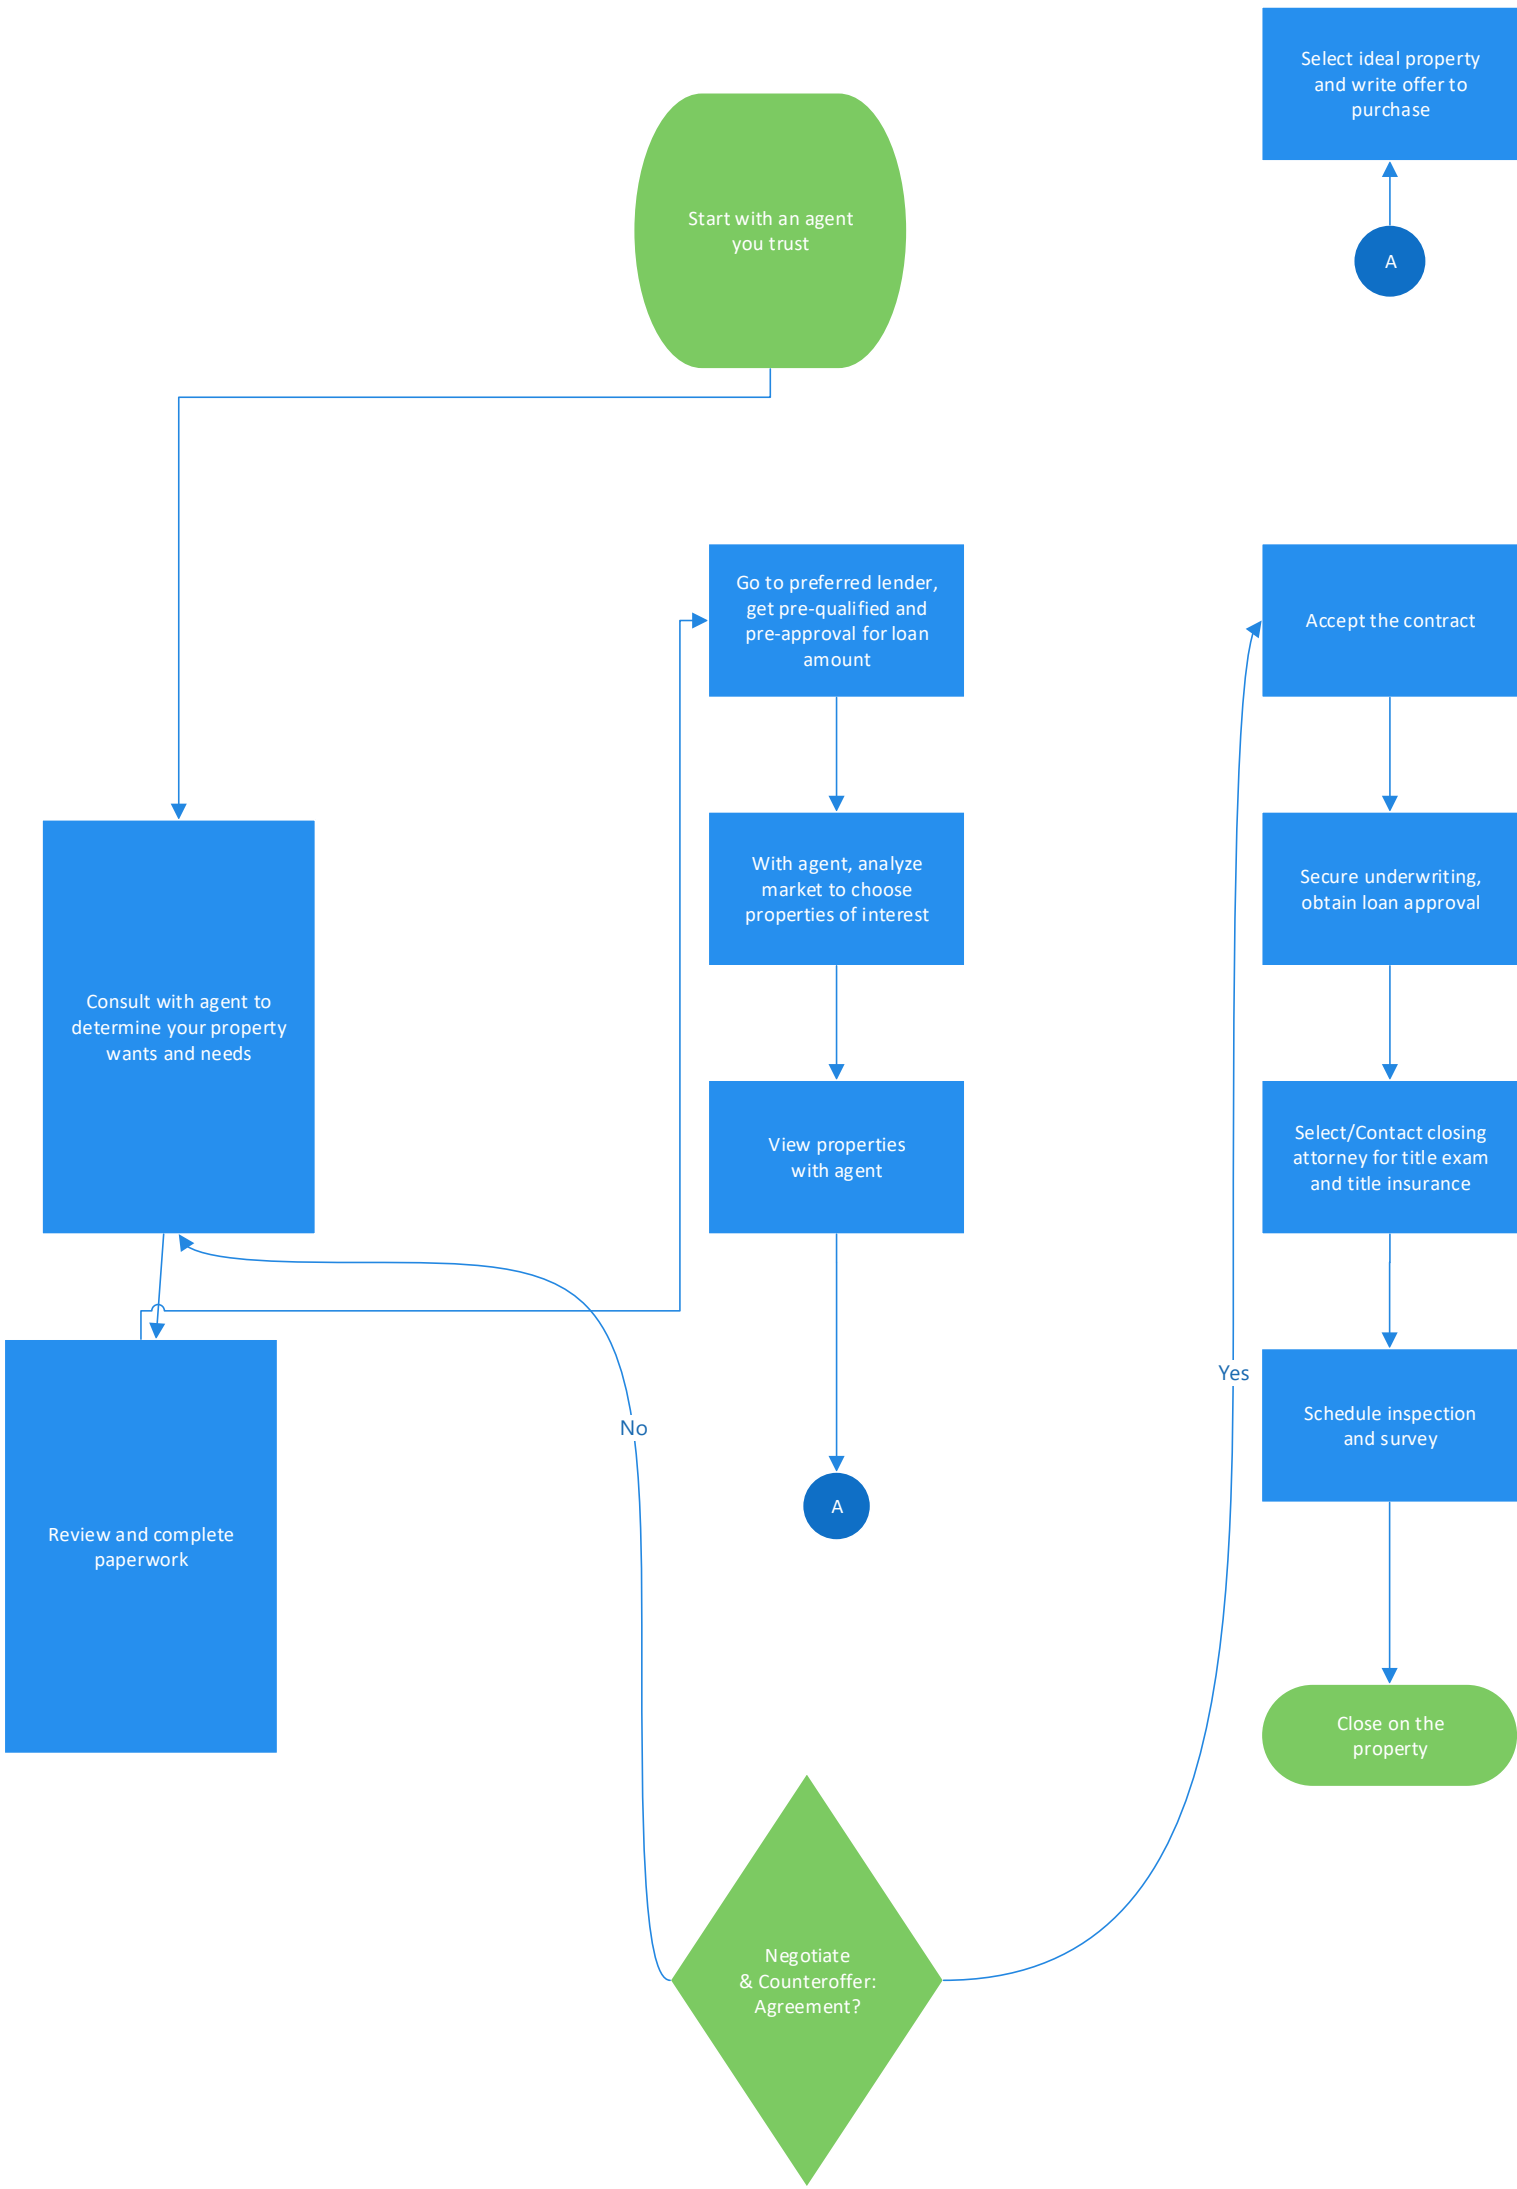 Start with an agent
you trust
Consult with agent to
determine your property
wants and needs
Review and complete
paperwork
Go to preferred lender,
get pre-qualified and
pre-approval for loan
amount
With agent, analyze
market to choose
properties of interest
View properties
with agent
A
No
Negotiate
& Counteroffer:
Agreement?
Yes
Select ideal property
and write offer to
purchase
A
Accept the contract
Secure underwriting,
obtain loan approval
Select/Contact closing
attorney for title exam
and title insurance
Schedule inspection
and survey
Close on the
property